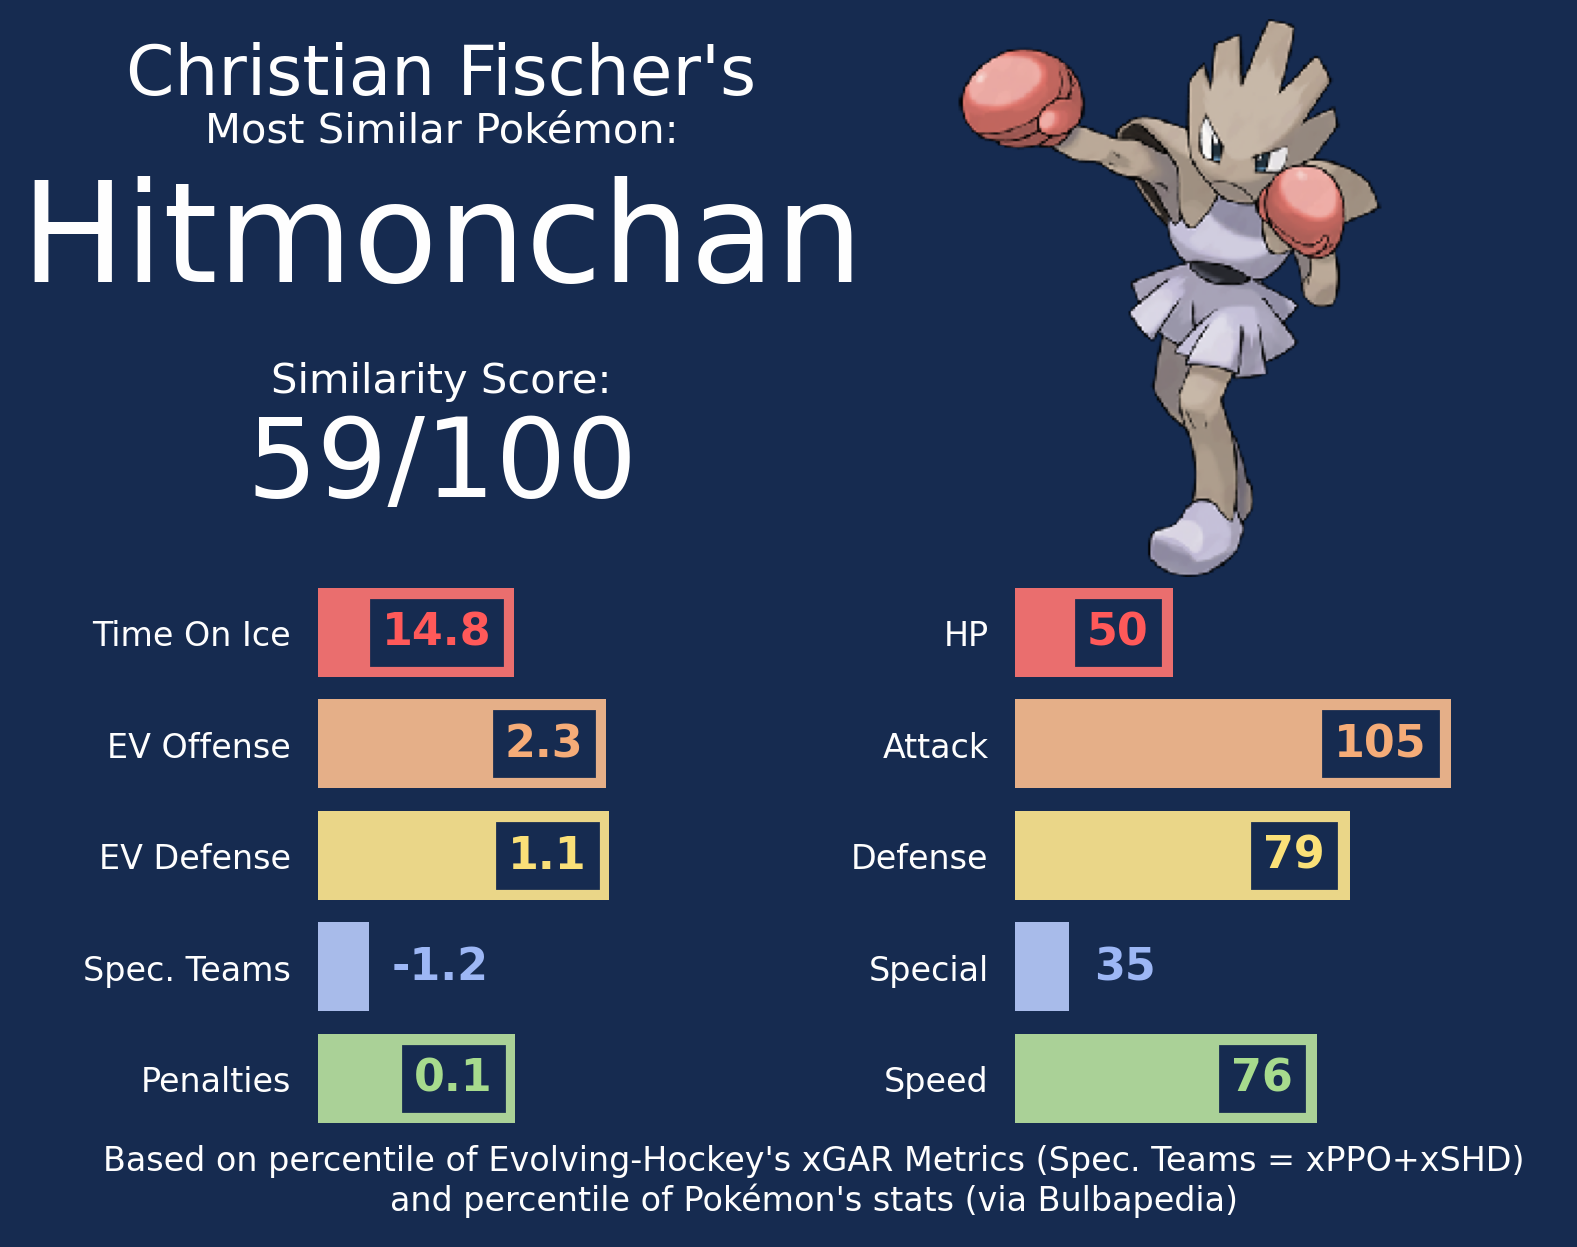 Christian Fischer's
Most Similar Pokémon:
Hitmonchan
Similarity Score:
59/100
Time On Ice 14.8
EV Offense 2.3
EV Defense 1.1
Spec. Teams -1.2
Penalties 0.1
HP 50
Attack 105
Defense 79
Special 35
Speed 76
Based on percentile of Evolving-Hockey's xGAR Metrics (Spec. Teams = xPPO+xSHD)
and percentile of Pokémon's stats (via Bulbapedia)